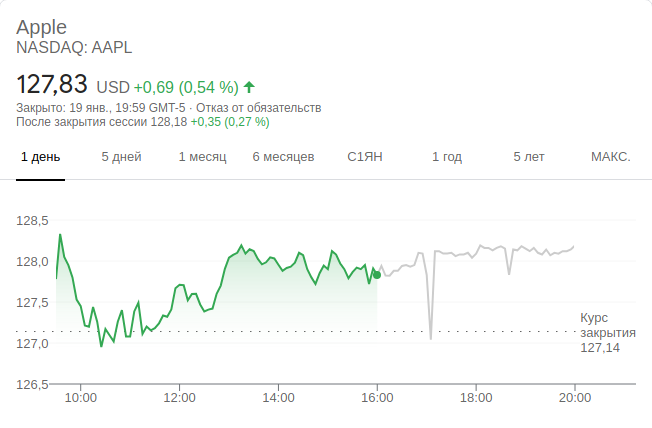 Apple
NASDAQ: AAPL
127,83 USD +0,69 (0,54 %)
Закрыто: 19 янв., 19:59 GMT-5 · Отказ от обязательств
После закрытия сессии 128,18 +0,35 (0,27 %)
1 день 5 дней 1 месяц 6 месяцев С1ЯН 1 год 5 лет МАКС.
128,5
128,0
127,5
127,0
126,5
Курс
закрытия
127,14
10:00 12:00 14:00 16:00 18:00 20:00